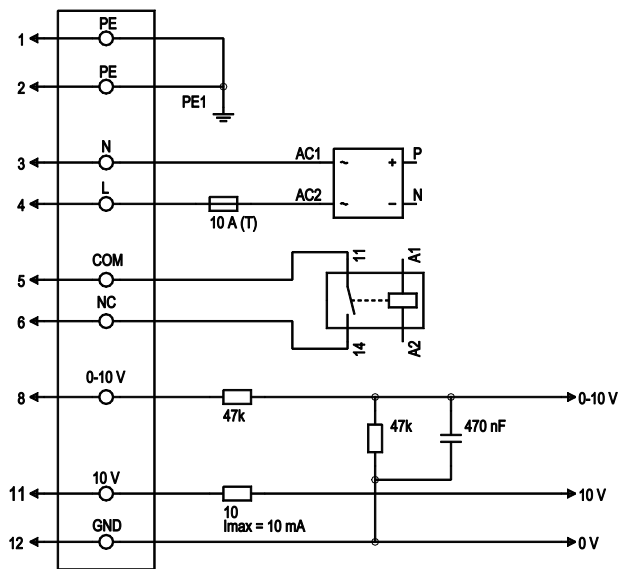 PE
1
PE
2
PE1
N
AC1
~
+
P
3
L
AC2
~
−
N
4
10 A (T)
COM
11
A1
5
NC
6
14
A2
0-10 V
8
0-10 V
47k
47k
470 nF
10 V
11
10 V
10
Imax = 10 mA
GND
12
0 V